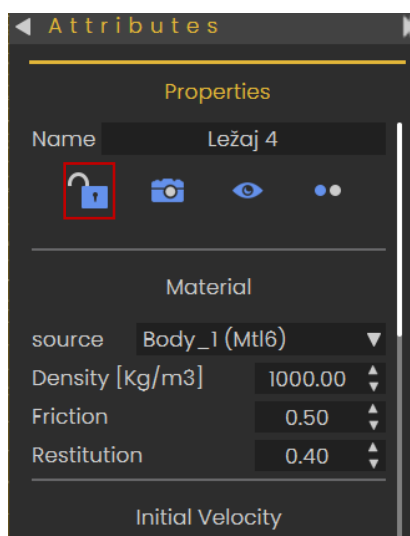 Attributes
Properties
Name Ležaj 4
Material
source Body_1 (Mtl6)
Density [Kg/m3] 1000.00
Friction 0.50
Restitution 0.40
Initial Velocity